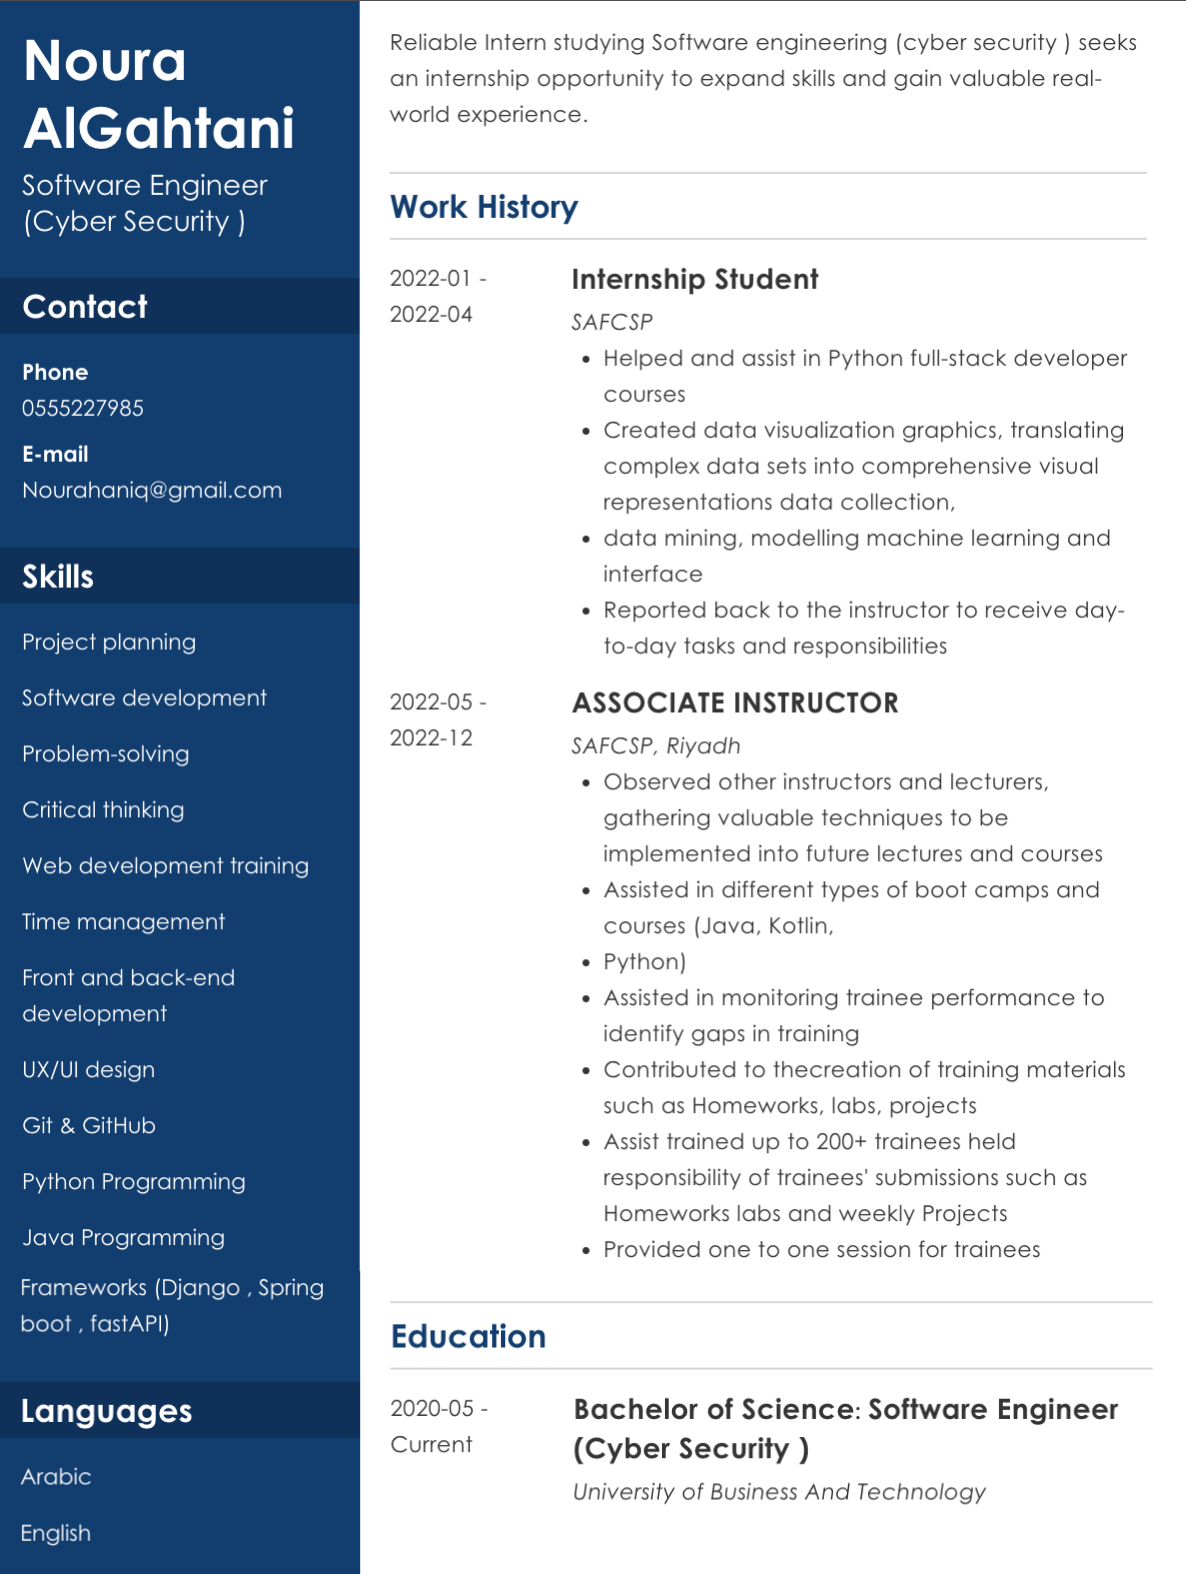 Noura
AlGahtani
Software Engineer
(Cyber Security )
Contact
Phone
0555227985
E-mail
Nourahaniq@gmail.com
Skills
Project planning
Software development
Problem-solving
Critical thinking
Web development training
Time management
Front and back-end
development
UX/UI design
Git & GitHub
Python Programming
Java Programming
Frameworks (Django , Spring
boot , fastAPI)
Languages
Arabic
English
Reliable Intern studying Software engineering (cyber security ) seeks
an internship opportunity to expand skills and gain valuable real-
world experience.
Work History
2022-01 -
2022-04
Internship Student
SAFCSP
• Helped and assist in Python full-stack developer
courses
• Created data visualization graphics, translating
complex data sets into comprehensive visual
representations data collection,
• data mining, modelling machine learning and
interface
• Reported back to the instructor to receive day-
to-day tasks and responsibilities
2022-05 -
2022-12
ASSOCIATE INSTRUCTOR
SAFCSP, Riyadh
• Observed other instructors and lecturers,
gathering valuable techniques to be
implemented into future lectures and courses
• Assisted in different types of boot camps and
courses (Java, Kotlin,
• Python)
• Assisted in monitoring trainee performance to
identify gaps in training
• Contributed to thecreation of training materials
such as Homeworks, labs, projects
• Assist trained up to 200+ trainees held
responsibility of trainees' submissions such as
Homeworks labs and weekly Projects
• Provided one to one session for trainees
Education
2020-05 -
Current
Bachelor of Science: Software Engineer
(Cyber Security )
University of Business And Technology